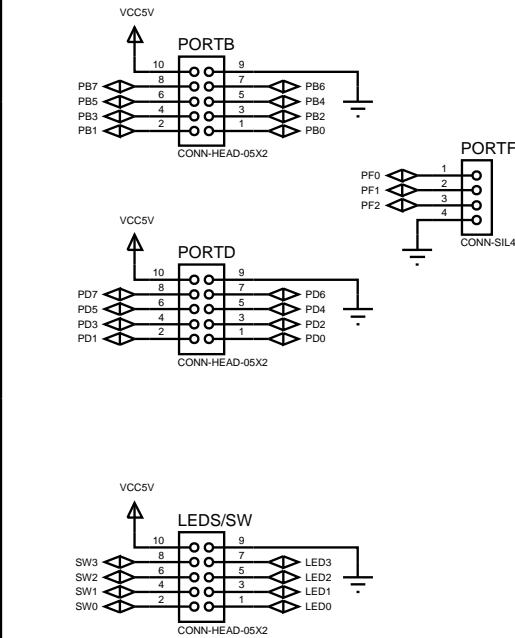 VCC5V
PORTB
10 9
PB7 8 7 PB6
PB5 6 5 PB4
PB3 4 3 PB2
PB1 2 1 PB0
CONN-HEAD-05X2
PORTF
PF0 1
PF1 2
PF2 3
4
CONN-SIL4
VCC5V
PORTD
10 9
PD7 8 7 PD6
PD5 6 5 PD4
PD3 4 3 PD2
PD1 2 1 PD0
CONN-HEAD-05X2
VCC5V
LEDS/SW
10 9
SW3 8 7 LED3
SW2 6 5 LED2
SW1 4 3 LED1
SW0 2 1 LED0
CONN-HEAD-05X2